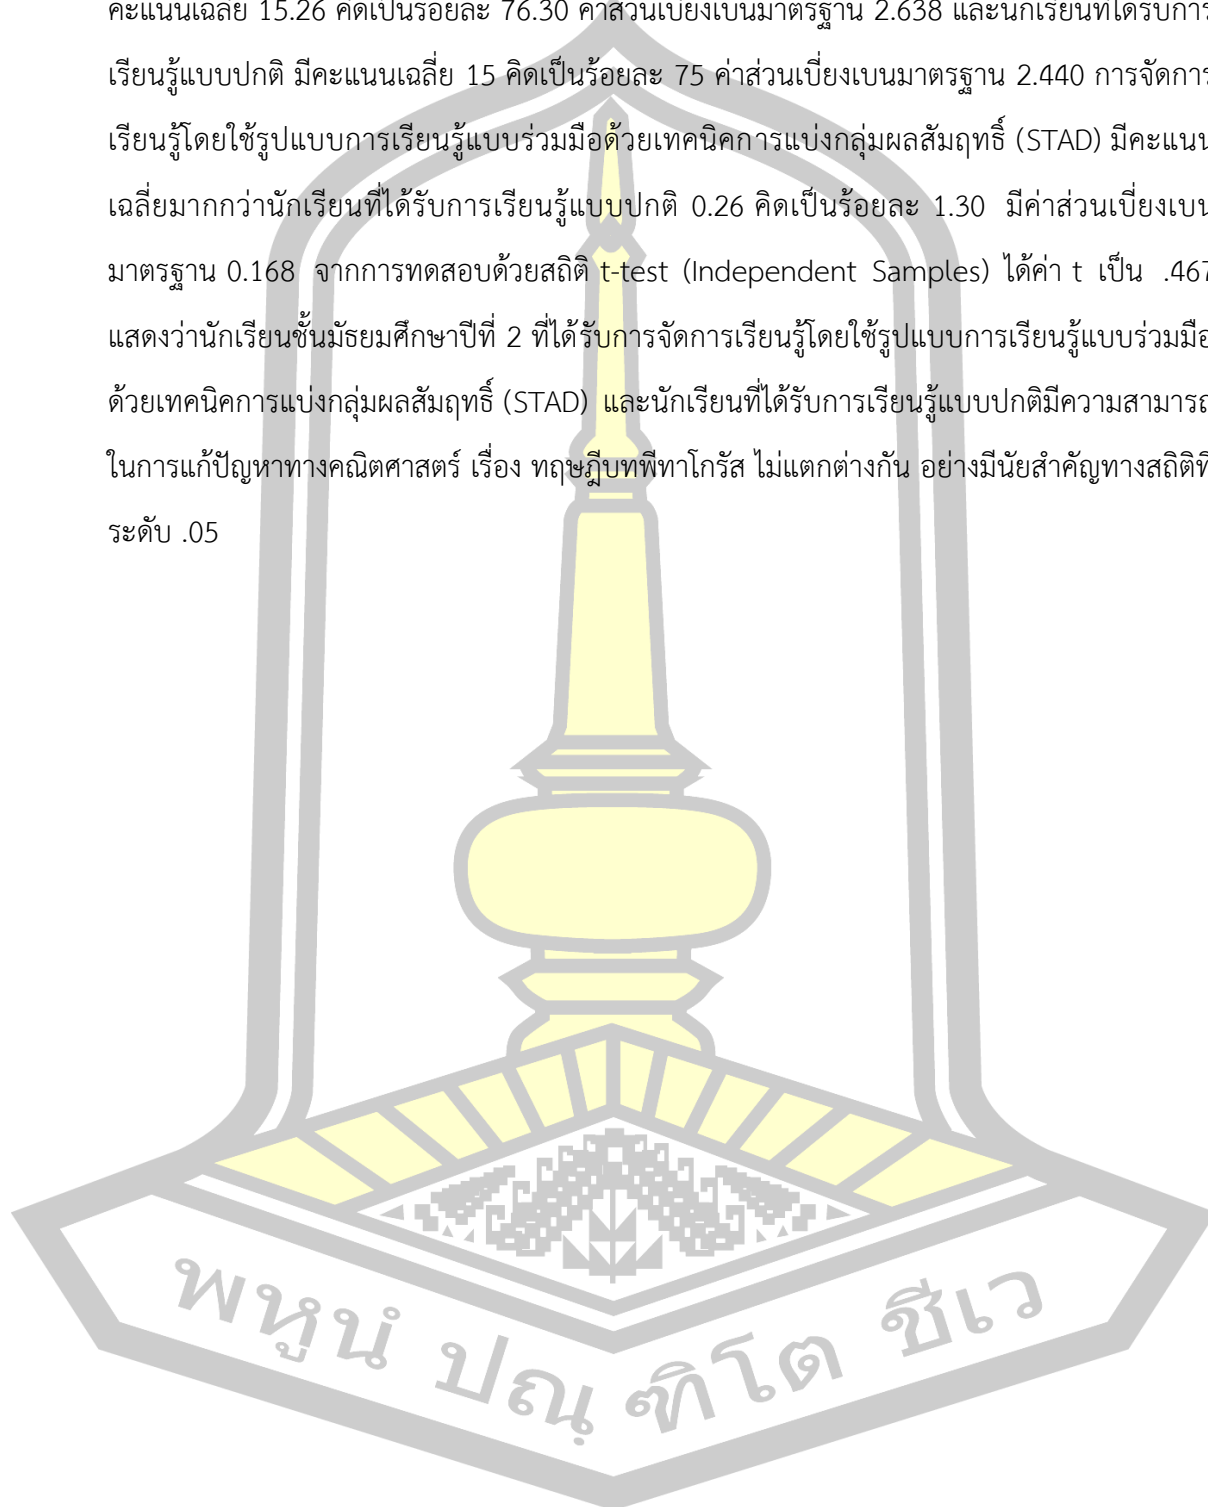 คะแนนเฉลี่ย 15.26 คิดเป็นร้อยละ 76.30 ค่าส่วนเบี่ยงเบนมาตรฐาน 2.638 และนักเรียนที่ได้รับการ
เรียนรู้แบบปกติ มีคะแนนเฉลี่ย 15 คิดเป็นร้อยละ 75 ค่าส่วนเบี่ยงเบนมาตรฐาน 2.440 การจัดการ
เรียนรู้โดยใช้รูปแบบการเรียนรู้แบบร่วมมือด้วยเทคนิคการแบ่งกลุ่มผลสัมฤทธิ์ (STAD) มีคะแนน
เฉลี่ยมากกว่านักเรียนที่ได้รับการเรียนรู้แบบปกติ 0.26 คิดเป็นร้อยละ 1.30 มีค่าส่วนเบี่ยงเบน
มาตรฐาน 0.168 จากการทดสอบด้วยสถิติ t-test (Independent Samples) ได้ค่า t เป็น .467
แสดงว่านักเรียนชั้นมัธยมศึกษาปีที่ 2 ที่ได้รับการจัดการเรียนรู้โดยใช้รูปแบบการเรียนรู้แบบร่วมมือ
ด้วยเทคนิคการแบ่งกลุ่มผลสัมฤทธิ์ (STAD) และนักเรียนที่ได้รับการเรียนรู้แบบปกติมีความสามารถ
ในการแก้ปัญหาทางคณิตศาสตร์ เรื่อง ทฤษฎีบทพีทาโกรัส ไม่แตกต่างกัน อย่างมีนัยสำคัญทางสถิติที่
ระดับ .05
พหูนํ ปณฺฑิโต ชีเว